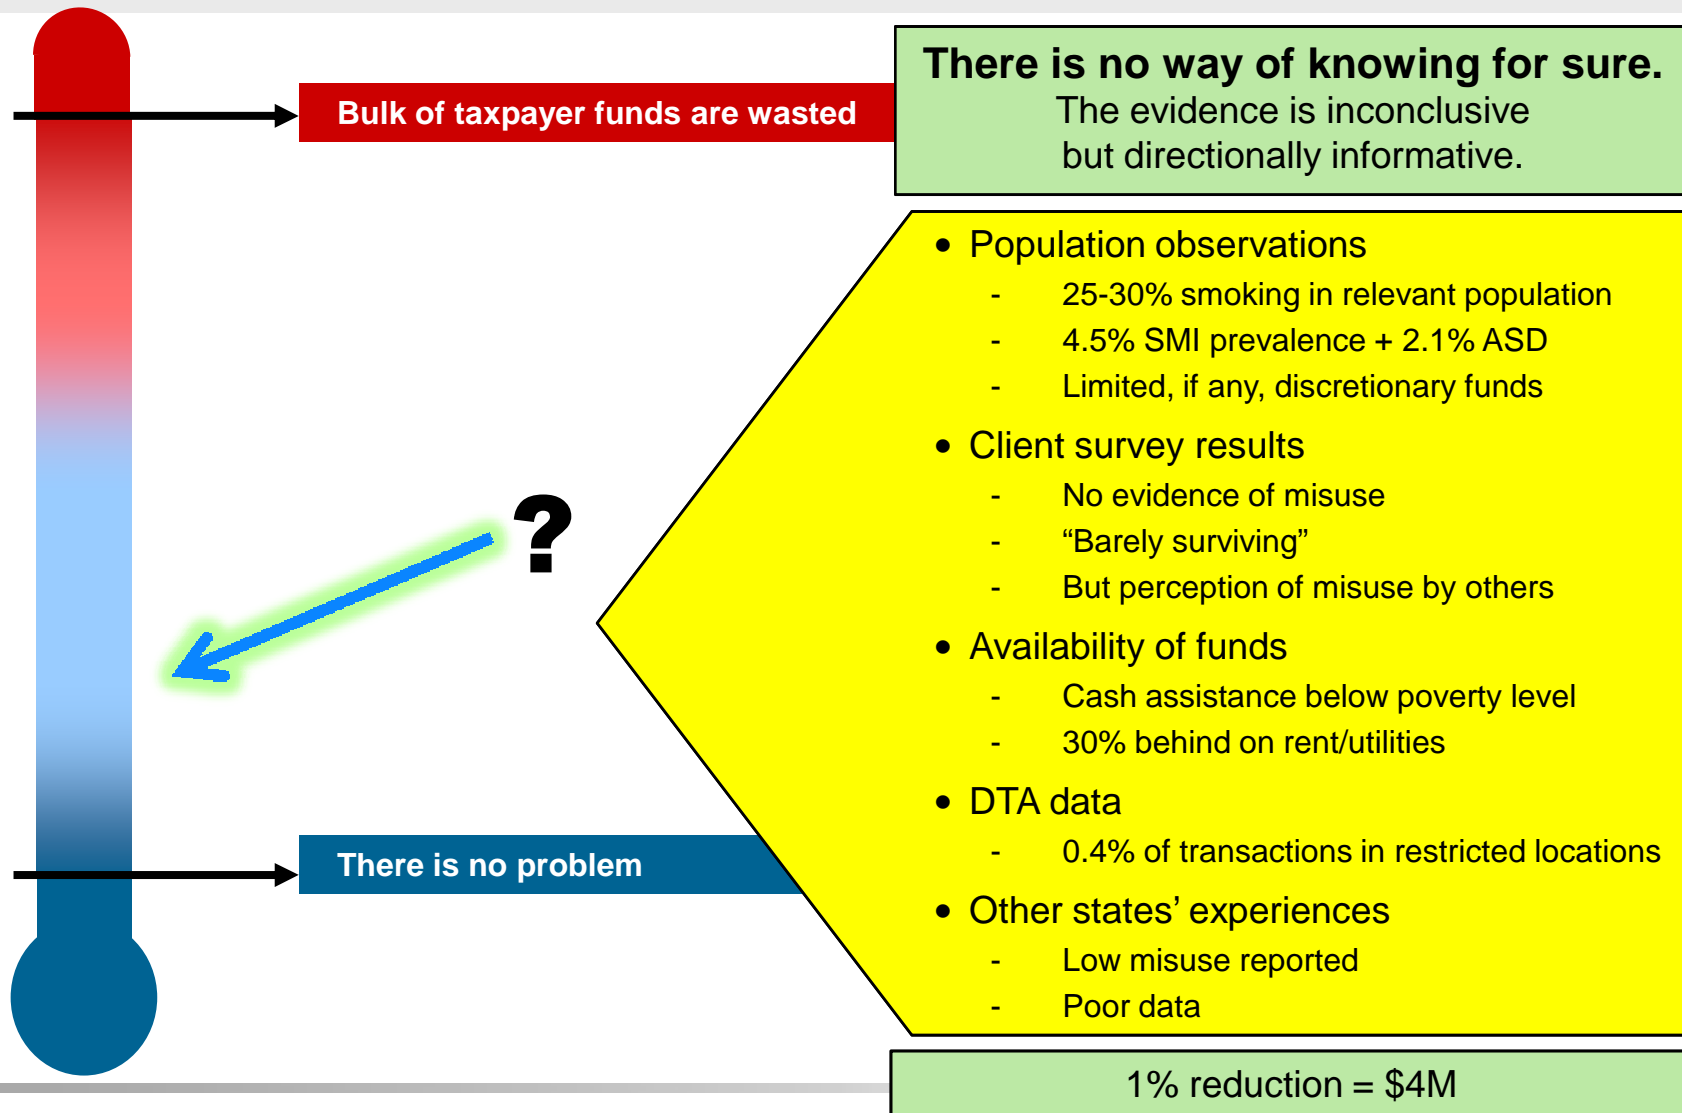 There is no way of knowing for sure.
The evidence is inconclusive
but directionally informative.
Bulk of taxpayer funds are wasted
• Population observations
- 25-30% smoking in relevant population
- 4.5% SMI prevalence + 2.1% ASD
- Limited, if any, discretionary funds
• Client survey results
- No evidence of misuse
- “Barely surviving”
- But perception of misuse by others
• Availability of funds
- Cash assistance below poverty level
- 30% behind on rent/utilities
• DTA data
- 0.4% of transactions in restricted locations
• Other states’ experiences
- Low misuse reported
- Poor data
?
There is no problem
1% reduction = $4M